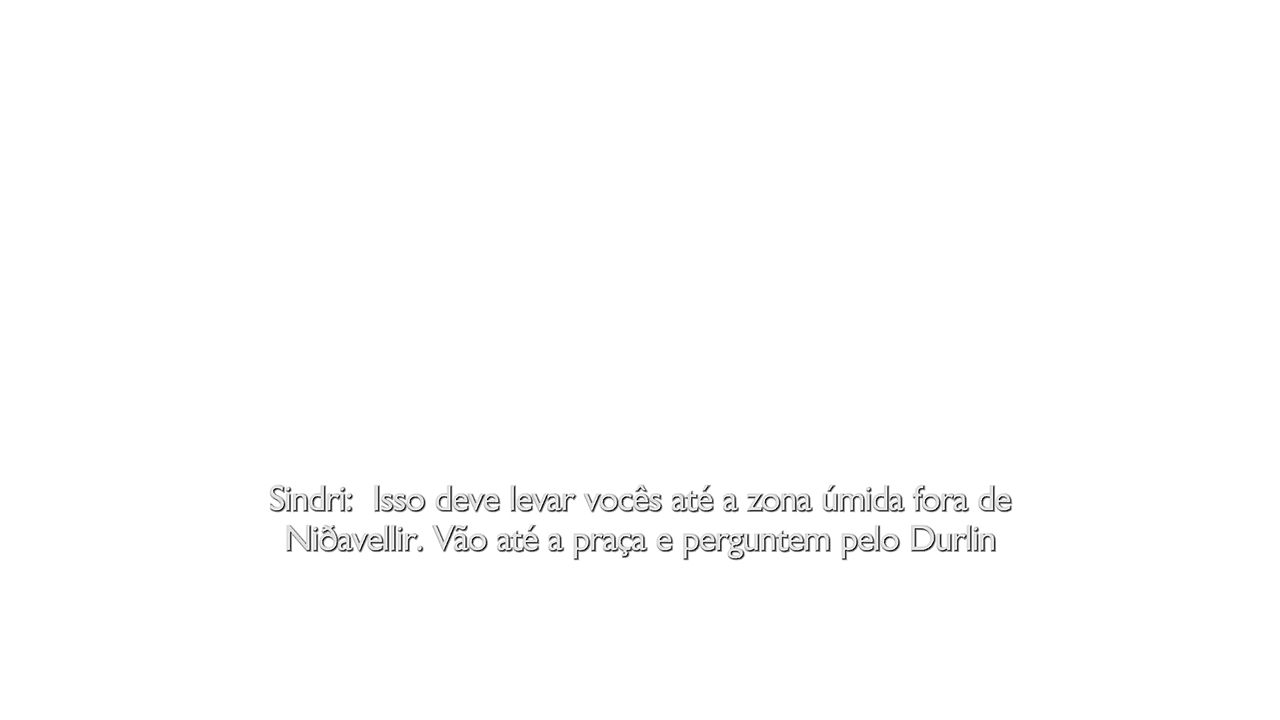 Sindri:  Isso deve levar vocês até a zona úmida fora de
Niðavellir. Vão até a praça e perguntem pelo Durlin